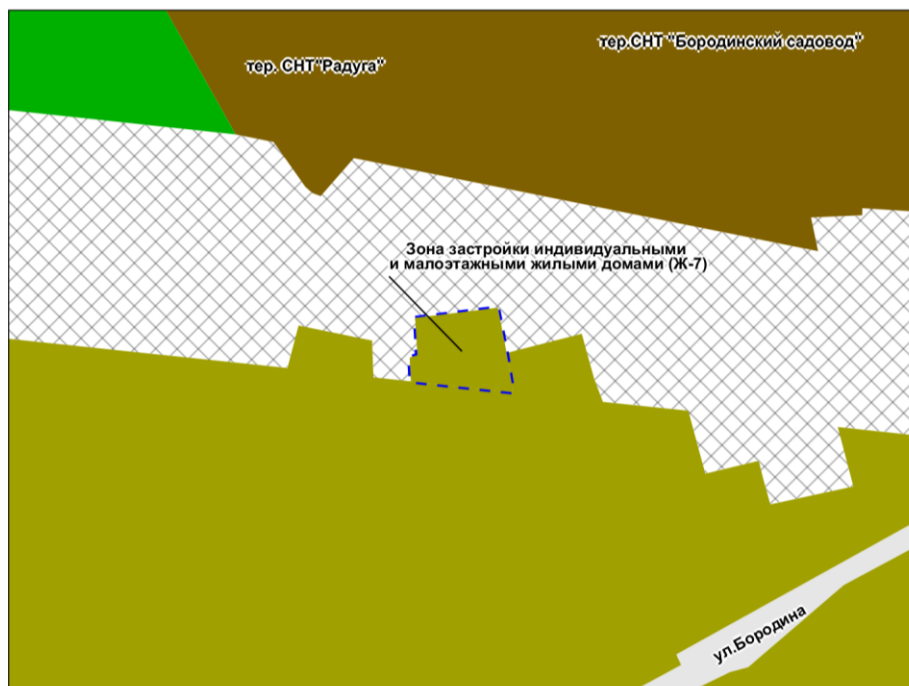 тер. СНТ"Радуга"
тер.СНТ "Бородинский садовод"
Зона застройки индивидуальными
и малоэтажными жилыми домами (Ж-7)
ул.Бородина